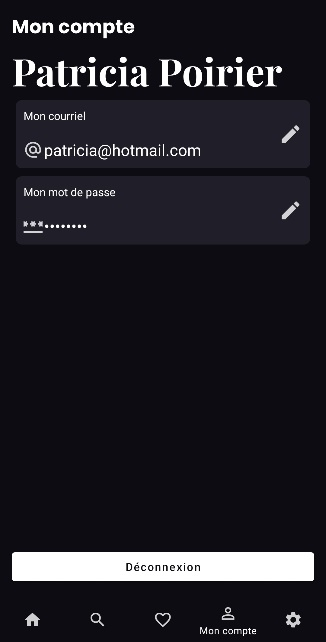 Mon compte
Patricia Poirier
Mon courriel
@patricia@hotmail.com
Mon mot de passe
***••••••••
Déconnexion
Mon compte